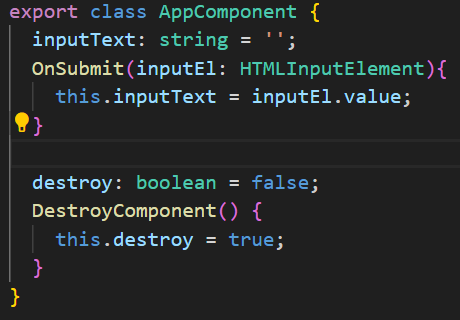 export class AppComponent {
  inputText: string = '';
  OnSubmit(inputEl: HTMLInputElement){
    this.inputText = inputEl.value;
  }
  destroy: boolean = false;
  DestroyComponent() {
    this.destroy = true;
  }
}